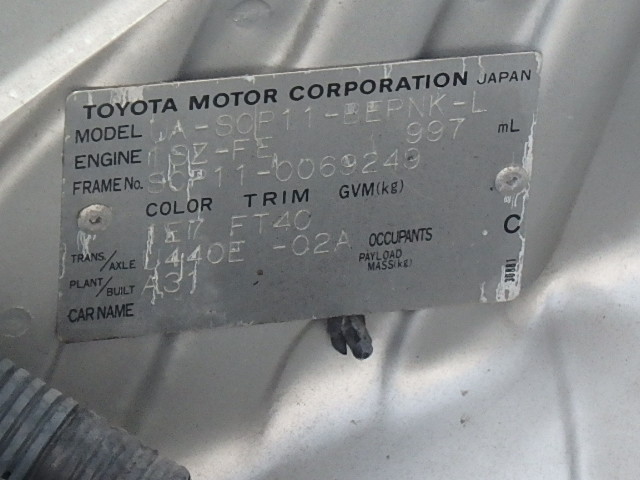 TOYOTA MOTOR CORPORATION JAPAN
MODEL UA-SCP11-BEPNK-L
ENGINE 1SZ-FE 997 mL
FRAME No. SCP11-0069249
COLOR TRIM GVM(kg)
1E7 FT40
C
TRANS/AXLE U440E -02A OCCUPANTS
PAYLOAD MASS(kg)
PLANT/BUILT A31
CAR NAME